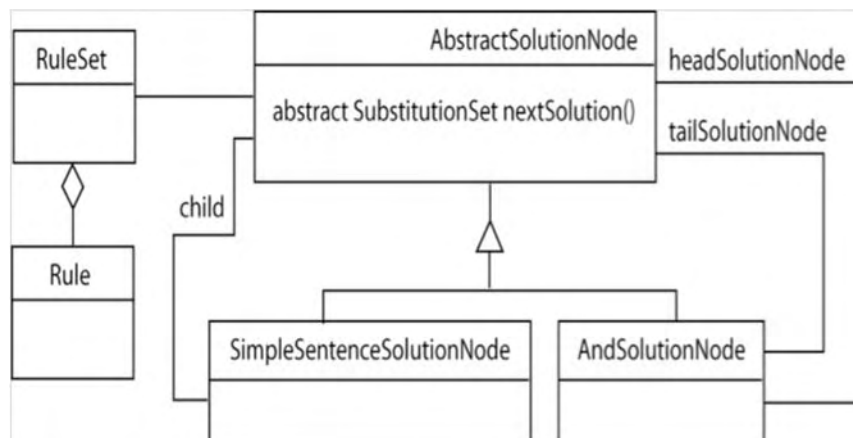 AbstractSolutionNode
RuleSet
headSolutionNode
abstract SubstitutionSet nextSolution()
tailSolutionNode
child
Rule
SimpleSentenceSolutionNode
AndSolutionNode